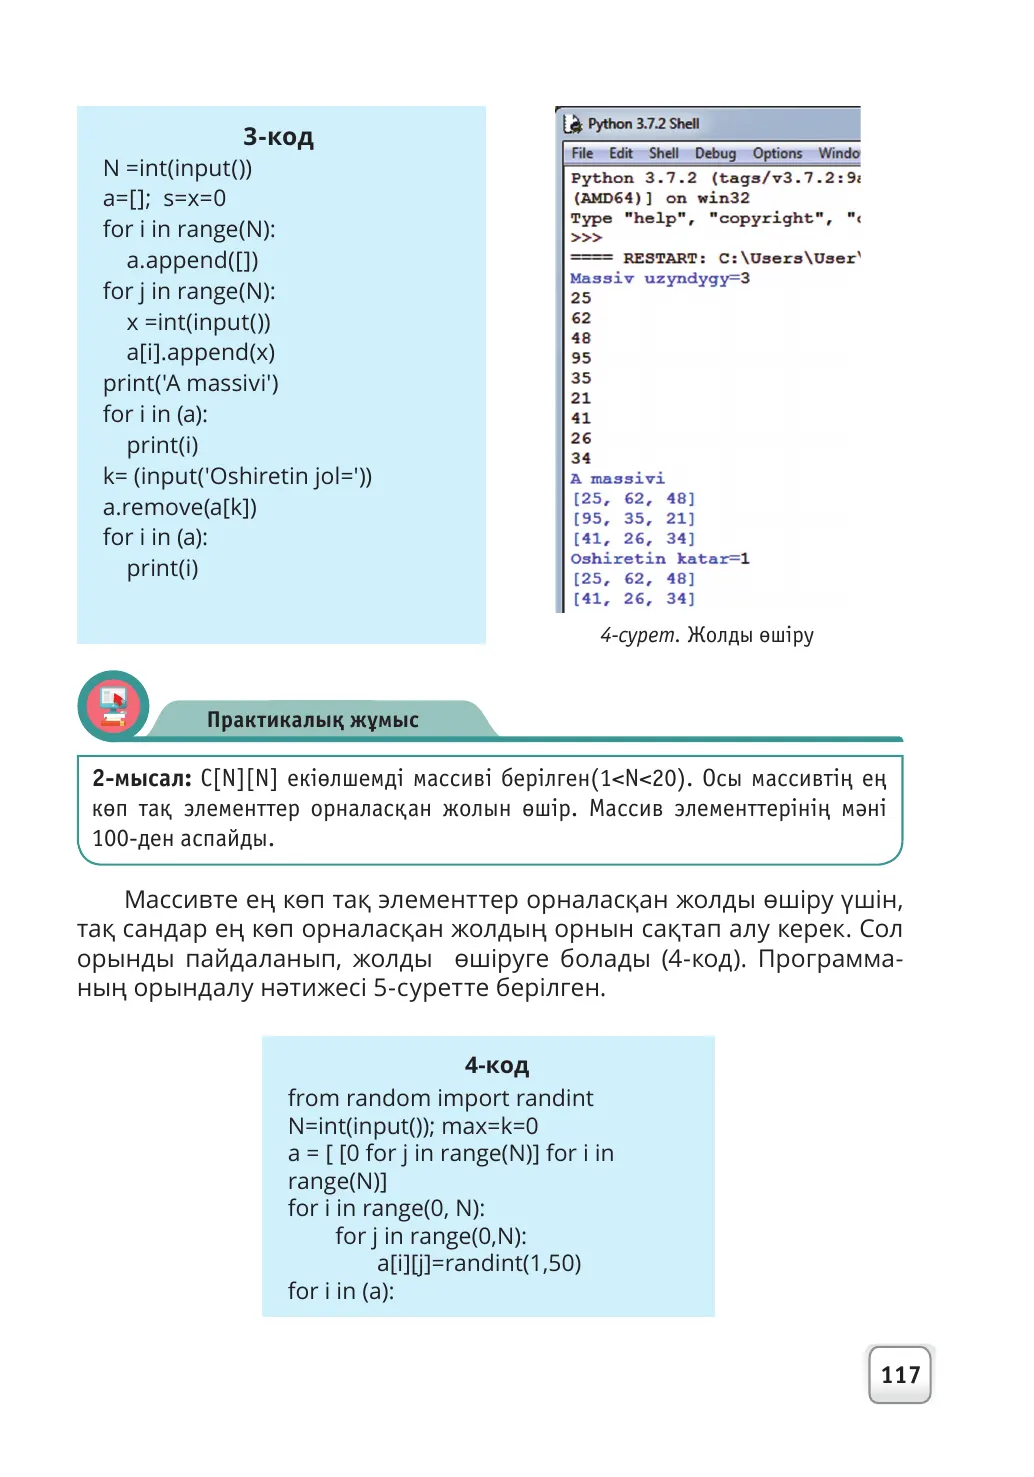 3-код
N =int(input())
a=[];  s=x=0
for i in range(N):
a.append([])
for j in range(N):
x =int(input())
a[i].append(x)
print('A massivi')
for i in (a):
print(i)
k= (input('Oshiretin jol='))
a.remove(a[k])
for i in (a):
print(i)
Python 3.7.2 Shell
File Edit Shell Debug Options Windo
Python 3.7.2 (tags/v3.7.2:9a
(AMD64)] on win32
Type "help", "copyright", "c
>>>
==== RESTART: C:\Users\User\
Massiv uzyndygy=3
25
62
48
95
35
21
41
26
34
A massivi
[25, 62, 48]
[95, 35, 21]
[41, 26, 34]
Oshiretin katar=1
[25, 62, 48]
[41, 26, 34]
4-сурет. Жолды өшіру
Практикалық жұмыс
2-мысал: C[N][N] екіөлшемді массиві берілген(1<N<20). Осы массивтің ең
көп тақ элементтер орналасқан жолын өшір. Массив элементтерінің мәні
100-ден аспайды.
Массивте ең көп тақ элементтер орналасқан жолды өшіру үшін,
тақ сандар ең көп орналасқан жолдың орнын сақтап алу керек. Сол
орынды пайдаланып, жолды өшіруге болады (4-код). Программа-
ның орындалу нәтижесі 5-суретте берілген.
4-код
from random import randint
N=int(input()); max=k=0
a = [ [0 for j in range(N)] for i in
range(N)]
for i in range(0, N):
for j in range(0,N):
a[i][j]=randint(1,50)
for i in (a):
117